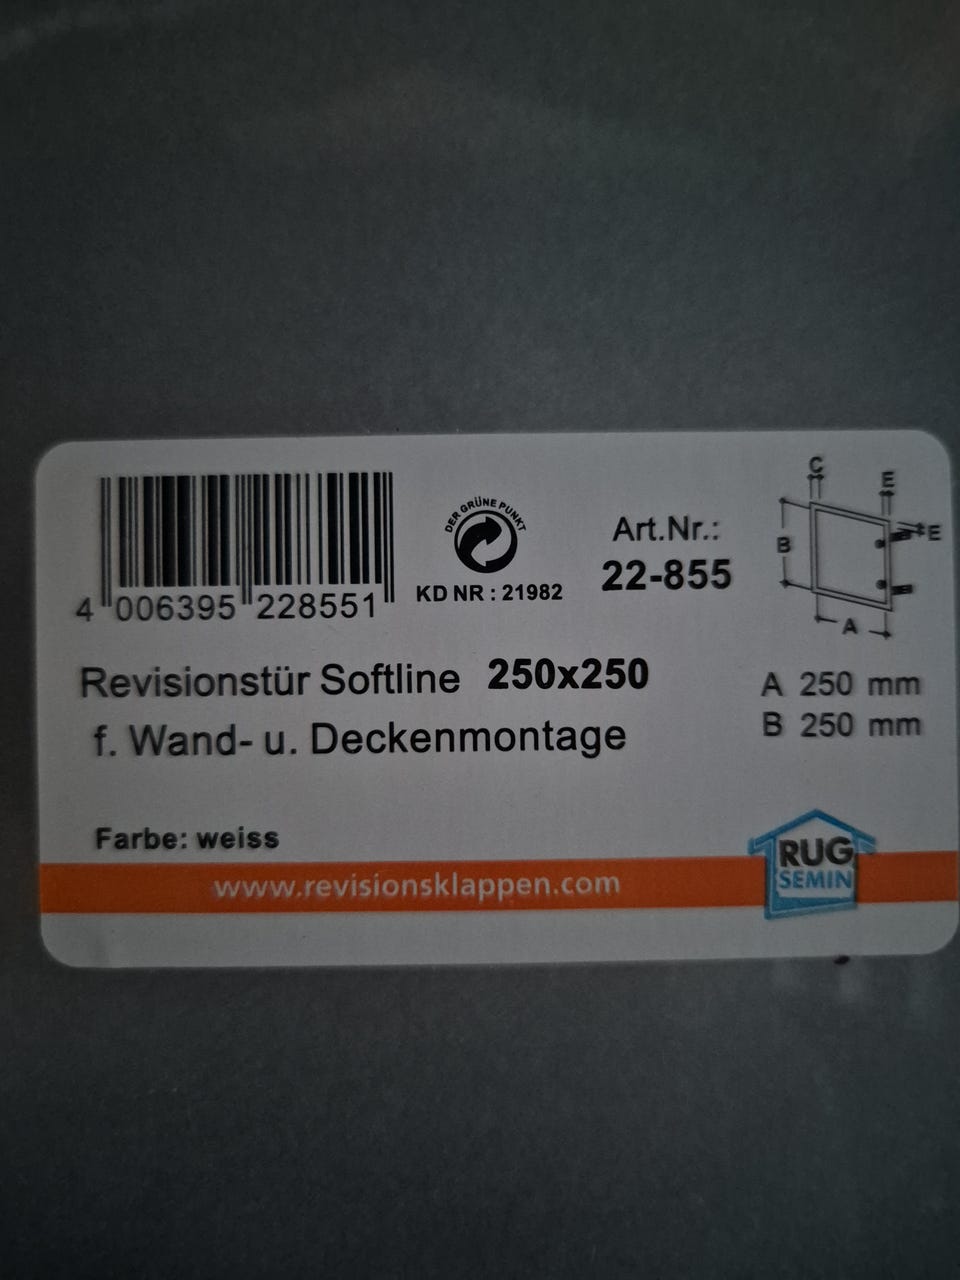 4 006395 228551
DER GRÜNE PUNKT
KD NR : 21982
Art.Nr.:
22-855
C
E
E
B
A
Revisionstür Softline 250x250
f. Wand- u. Deckenmontage
A 250 mm
B 250 mm
Farbe: weiss
www.revisionsklappen.com
RUG
SEMIN